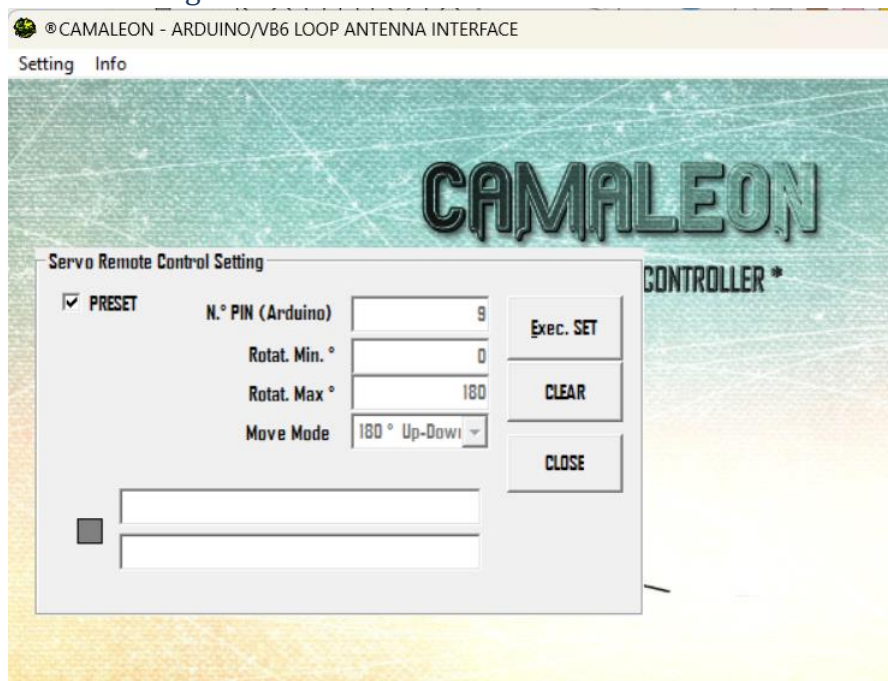 ® CAMALEON - ARDUINO/VB6 LOOP ANTENNA INTERFACE
Setting Info
CAMALEON
CONTROLLER *
Servo Remote Control Setting
PRESET
N.° PIN (Arduino) 9
Exec. SET
Rotat. Min. ° 0
Rotat. Max ° 180
CLEAR
Move Mode 180 ° Up-Down
CLOSE